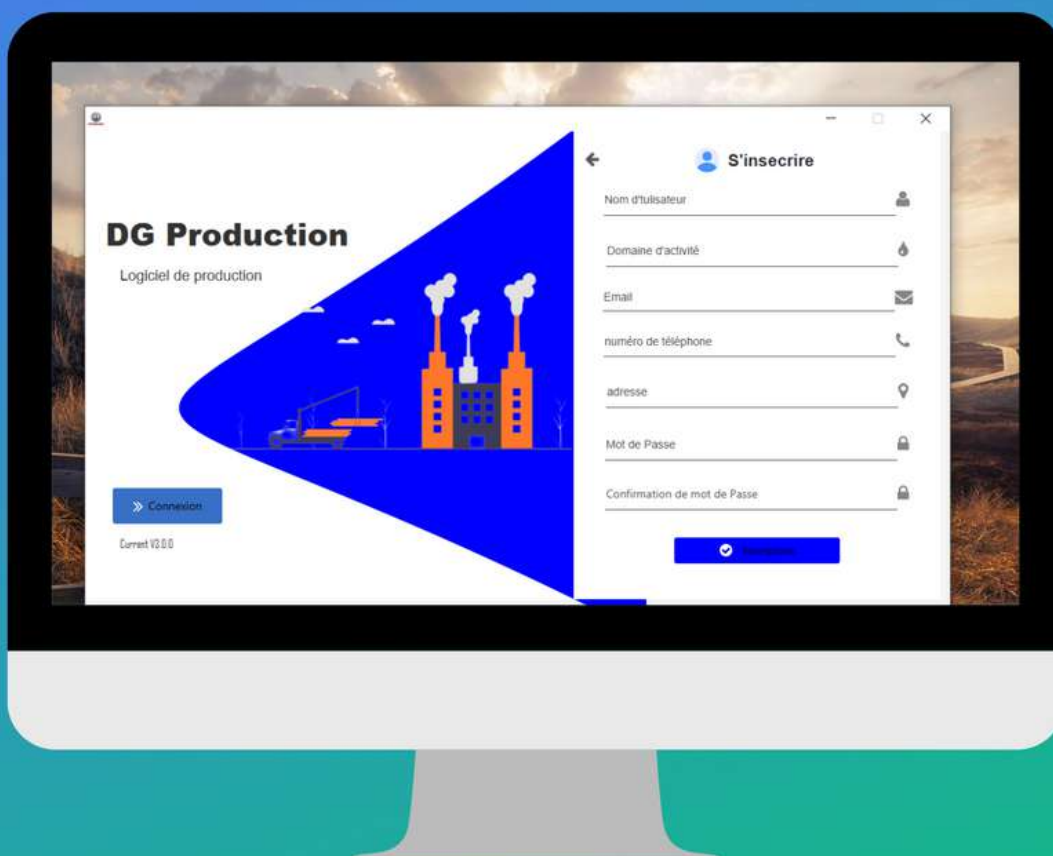 DG Production
Logiciel de production
Connexion
Current V3.0.0
S'insecrire
Nom d'tulisateur
Domaine d'activité
Email
numéro de téléphone
adresse
Mot de Passe
Confirmation de mot de Passe